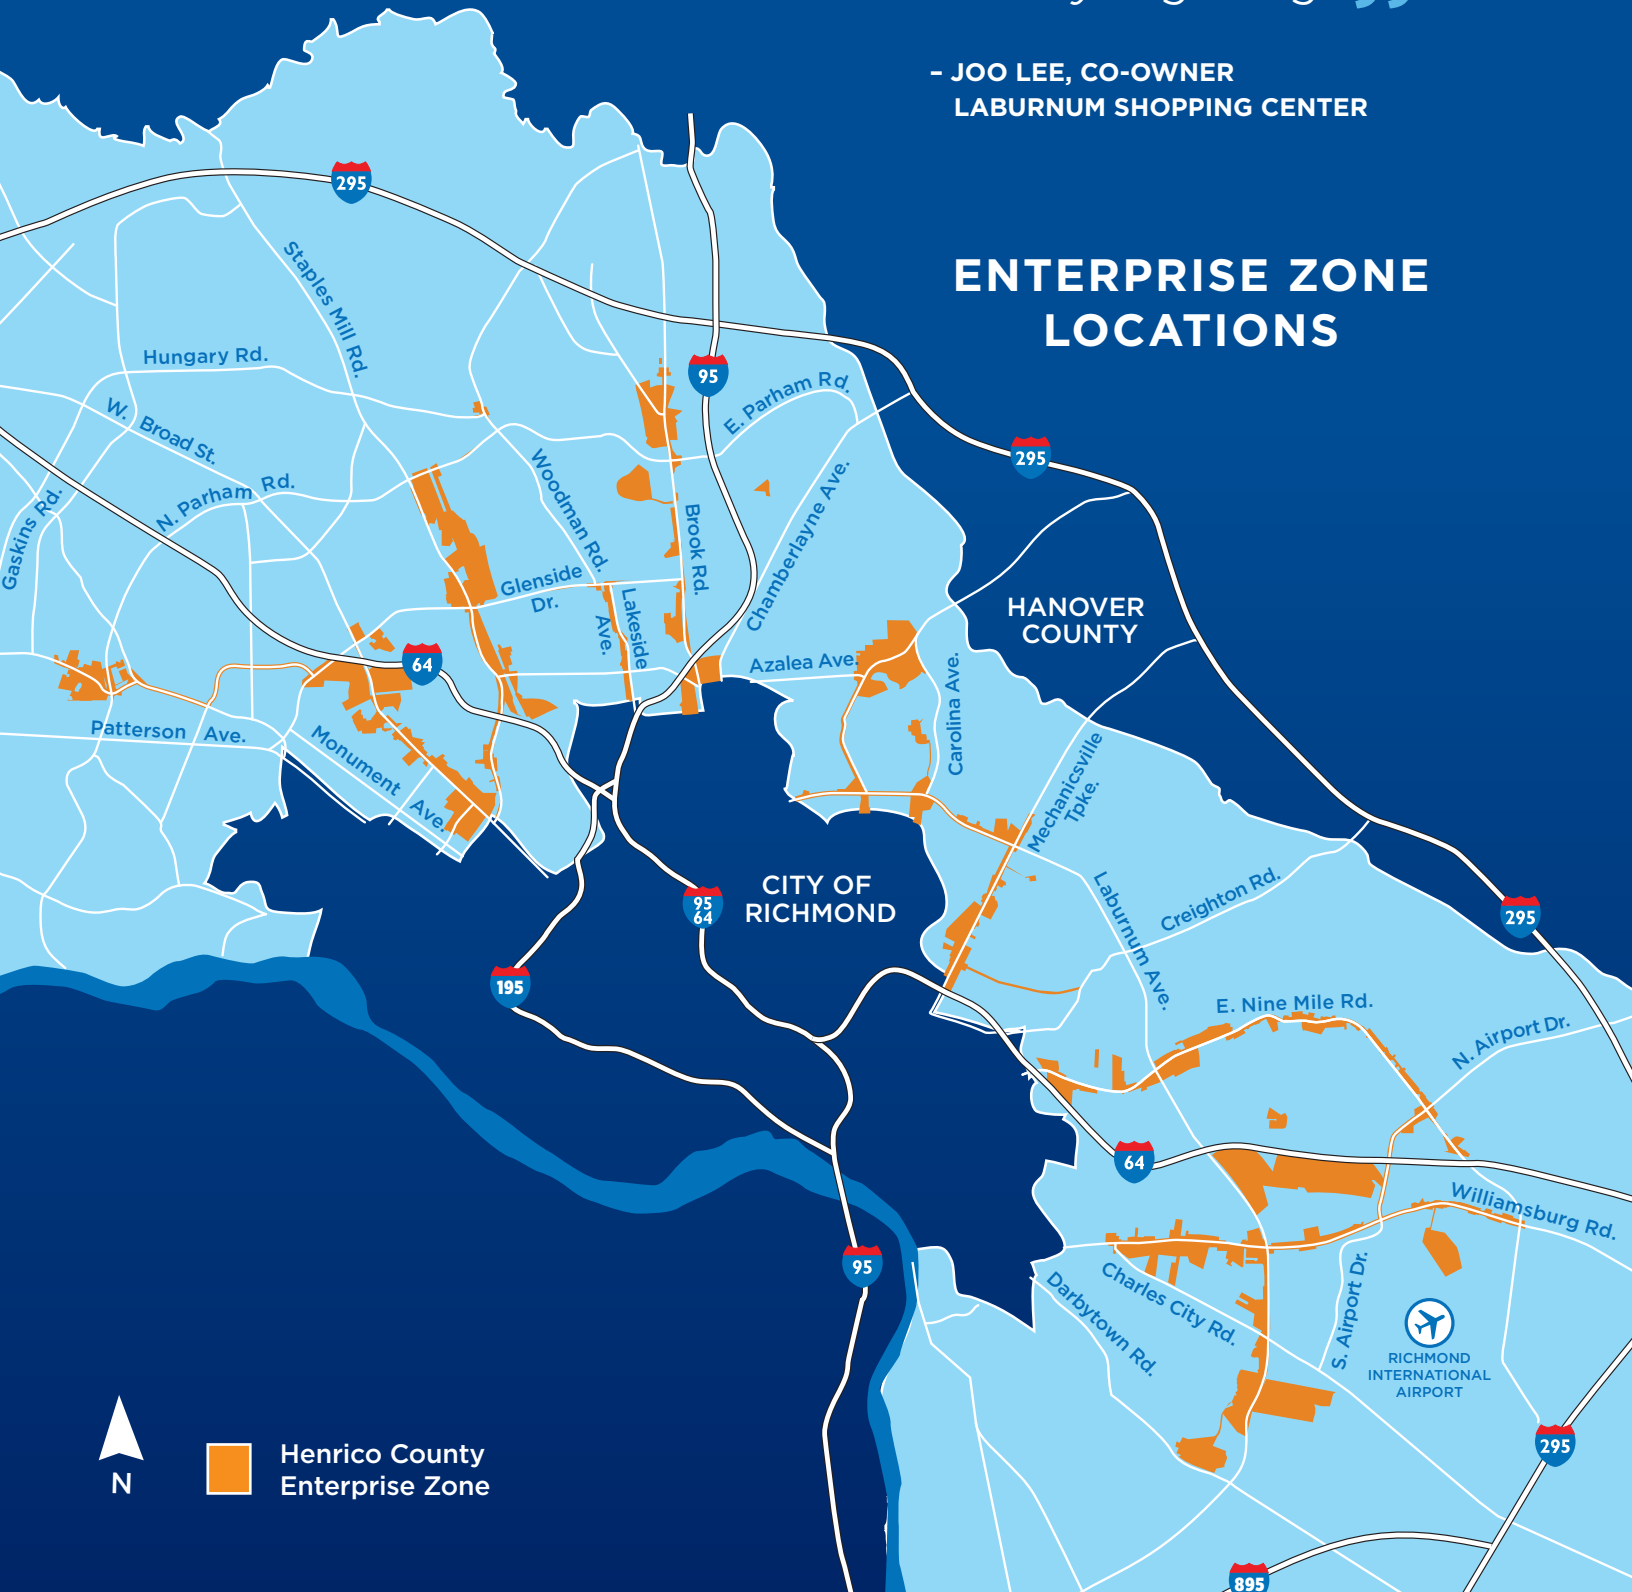 – JOO LEE, CO-OWNER
LABURNUM SHOPPING CENTER
ENTERPRISE ZONE
LOCATIONS
295
Staples Mill Rd.
Hungary Rd.
95
E. Parham Rd.
W. Broad St.
295
N. Parham Rd.
Gaskins Rd.
Woodman Rd.
Brook Rd.
Chamberlayne Ave.
Glenside
Dr.
Lakeside
Ave.
HANOVER
COUNTY
64
Azalea Ave.
Carolina Ave.
Patterson Ave.
Monument Ave.
Mechanicsville
Tpke.
CITY OF
RICHMOND
95
64
Laburnum Ave.
Creighton Rd.
295
195
E. Nine Mile Rd.
N. Airport Dr.
64
Williamsburg Rd.
95
Charles City Rd.
Darbytown Rd.
S. Airport Dr.
RICHMOND
INTERNATIONAL
AIRPORT
295
N
Henrico County
Enterprise Zone
895